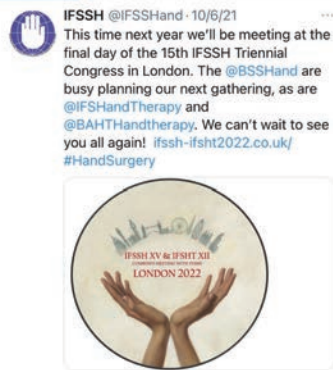 IFSSH @IFSSHand · 10/6/21
This time next year we'll be meeting at the
final day of the 15th IFSSH Triennial
Congress in London. The @BSSHand are
busy planning our next gathering, as are
@IFSHandTherapy and
@BAHTHandtherapy. We can't wait to see
you all again! ifssh-ifsht2022.co.uk/
#HandSurgery
IFSSH XV & IFSHT XII
LONDON 2022